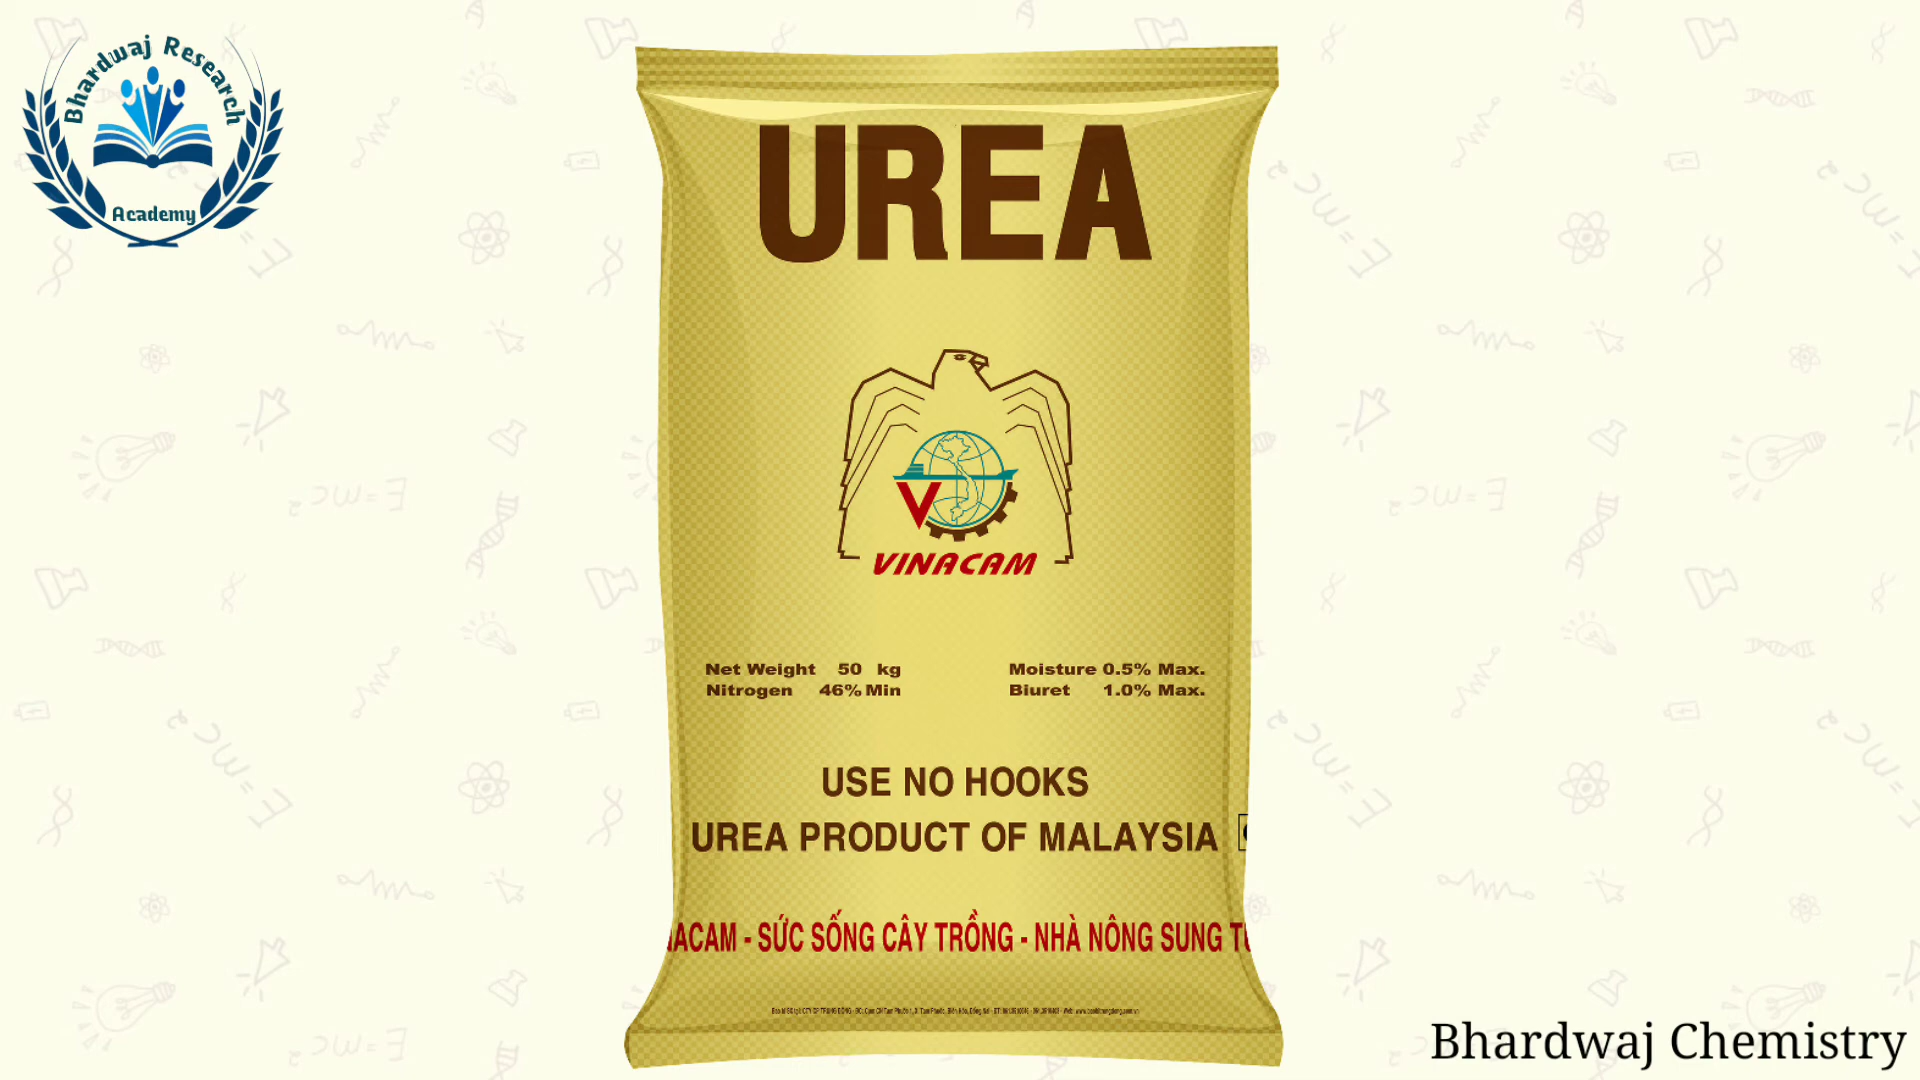 Bhardwaj Research
Academy
UREA
VINACAM
Net Weight 50 kg
Nitrogen 46% Min
Moisture 0.5% Max.
Biuret 1.0% Max.
USE NO HOOKS
UREA PRODUCT OF MALAYSIA
ACAM - SỨC SỐNG CÂY TRỒNG - NHÀ NÔNG SUNG
Bhardwaj Chemistry